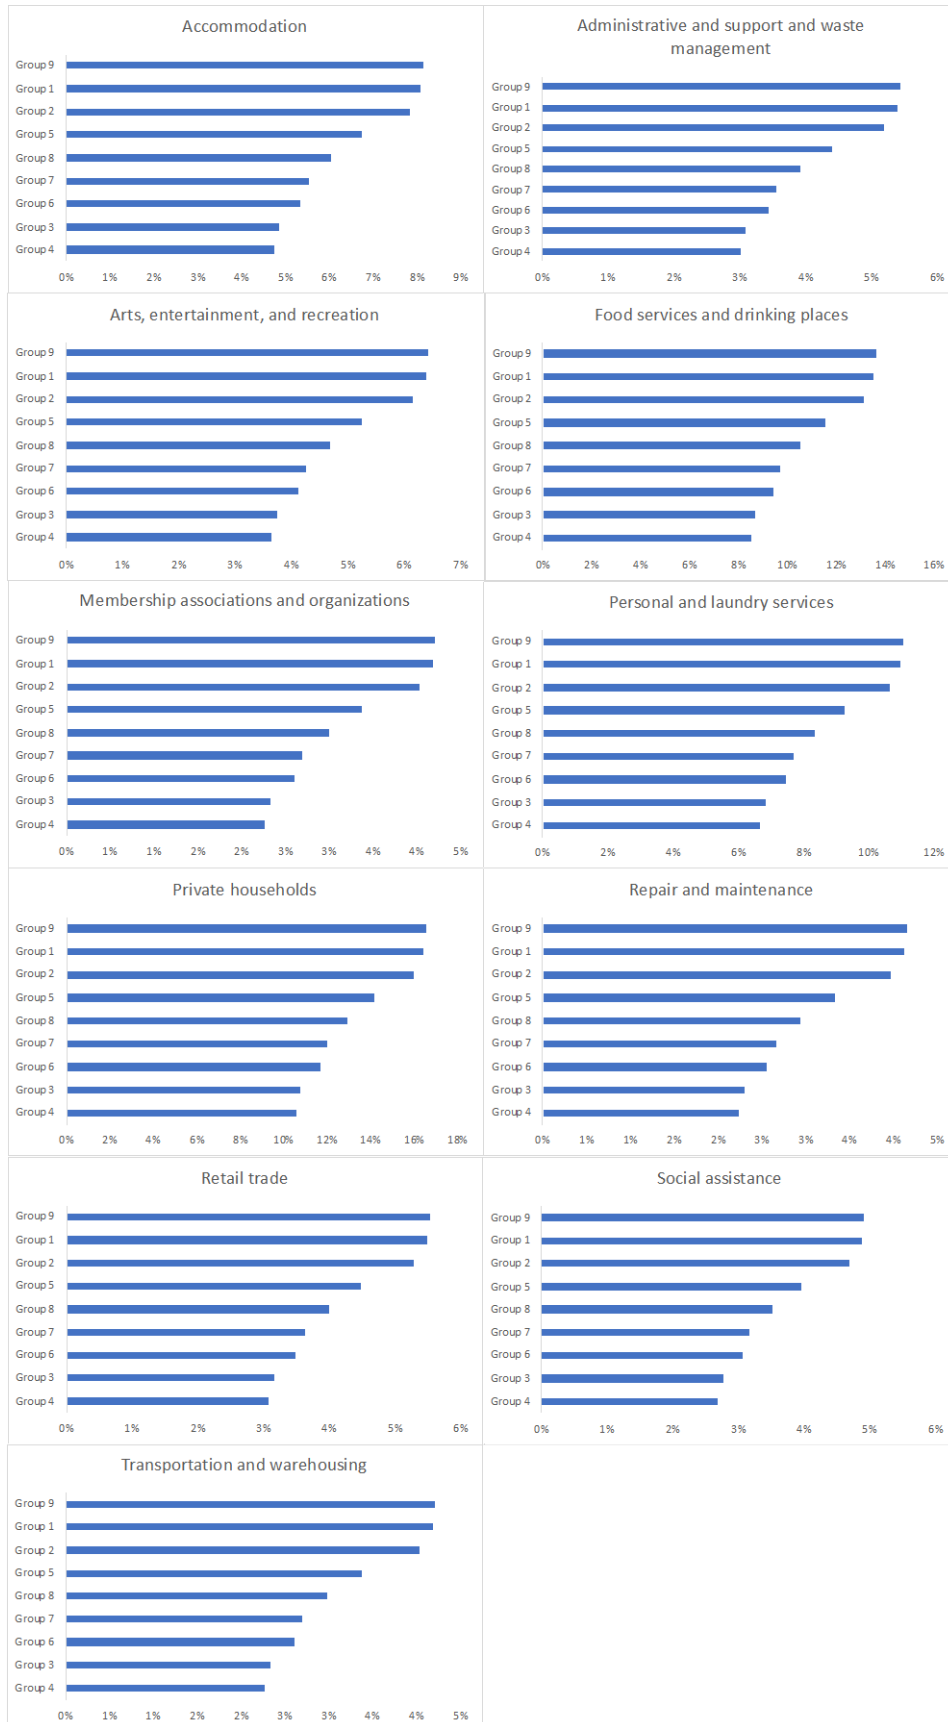 Accommodation
Group 9
Group 1
Group 2
Group 5
Group 8
Group 7
Group 6
Group 3
Group 4
0% 1% 2% 3% 4% 5% 6% 7% 8% 9%
Administrative and support and waste
management
Group 9
Group 1
Group 2
Group 5
Group 8
Group 7
Group 6
Group 3
Group 4
0% 1% 2% 3% 4% 5% 6%
Arts, entertainment, and recreation
Group 9
Group 1
Group 2
Group 5
Group 8
Group 7
Group 6
Group 3
Group 4
0% 1% 2% 3% 4% 5% 6% 7%
Food services and drinking places
Group 9
Group 1
Group 2
Group 5
Group 8
Group 7
Group 6
Group 3
Group 4
0% 2% 4% 6% 8% 10% 12% 14% 16%
Membership associations and organizations
Group 9
Group 1
Group 2
Group 5
Group 8
Group 7
Group 6
Group 3
Group 4
0% 1% 1% 2% 2% 3% 3% 4% 4% 5%
Personal and laundry services
Group 9
Group 1
Group 2
Group 5
Group 8
Group 7
Group 6
Group 3
Group 4
0% 2% 4% 6% 8% 10% 12%
Private households
Group 9
Group 1
Group 2
Group 5
Group 8
Group 7
Group 6
Group 3
Group 4
0% 2% 4% 6% 8% 10% 12% 14% 16% 18%
Repair and maintenance
Group 9
Group 1
Group 2
Group 5
Group 8
Group 7
Group 6
Group 3
Group 4
0% 1% 1% 2% 2% 3% 3% 4% 4% 5%
Retail trade
Group 9
Group 1
Group 2
Group 5
Group 8
Group 7
Group 6
Group 3
Group 4
0% 1% 2% 3% 4% 5% 6%
Social assistance
Group 9
Group 1
Group 2
Group 5
Group 8
Group 7
Group 6
Group 3
Group 4
0% 1% 2% 3% 4% 5% 6%
Transportation and warehousing
Group 9
Group 1
Group 2
Group 5
Group 8
Group 7
Group 6
Group 3
Group 4
0% 1% 1% 2% 2% 3% 3% 4% 4% 5%